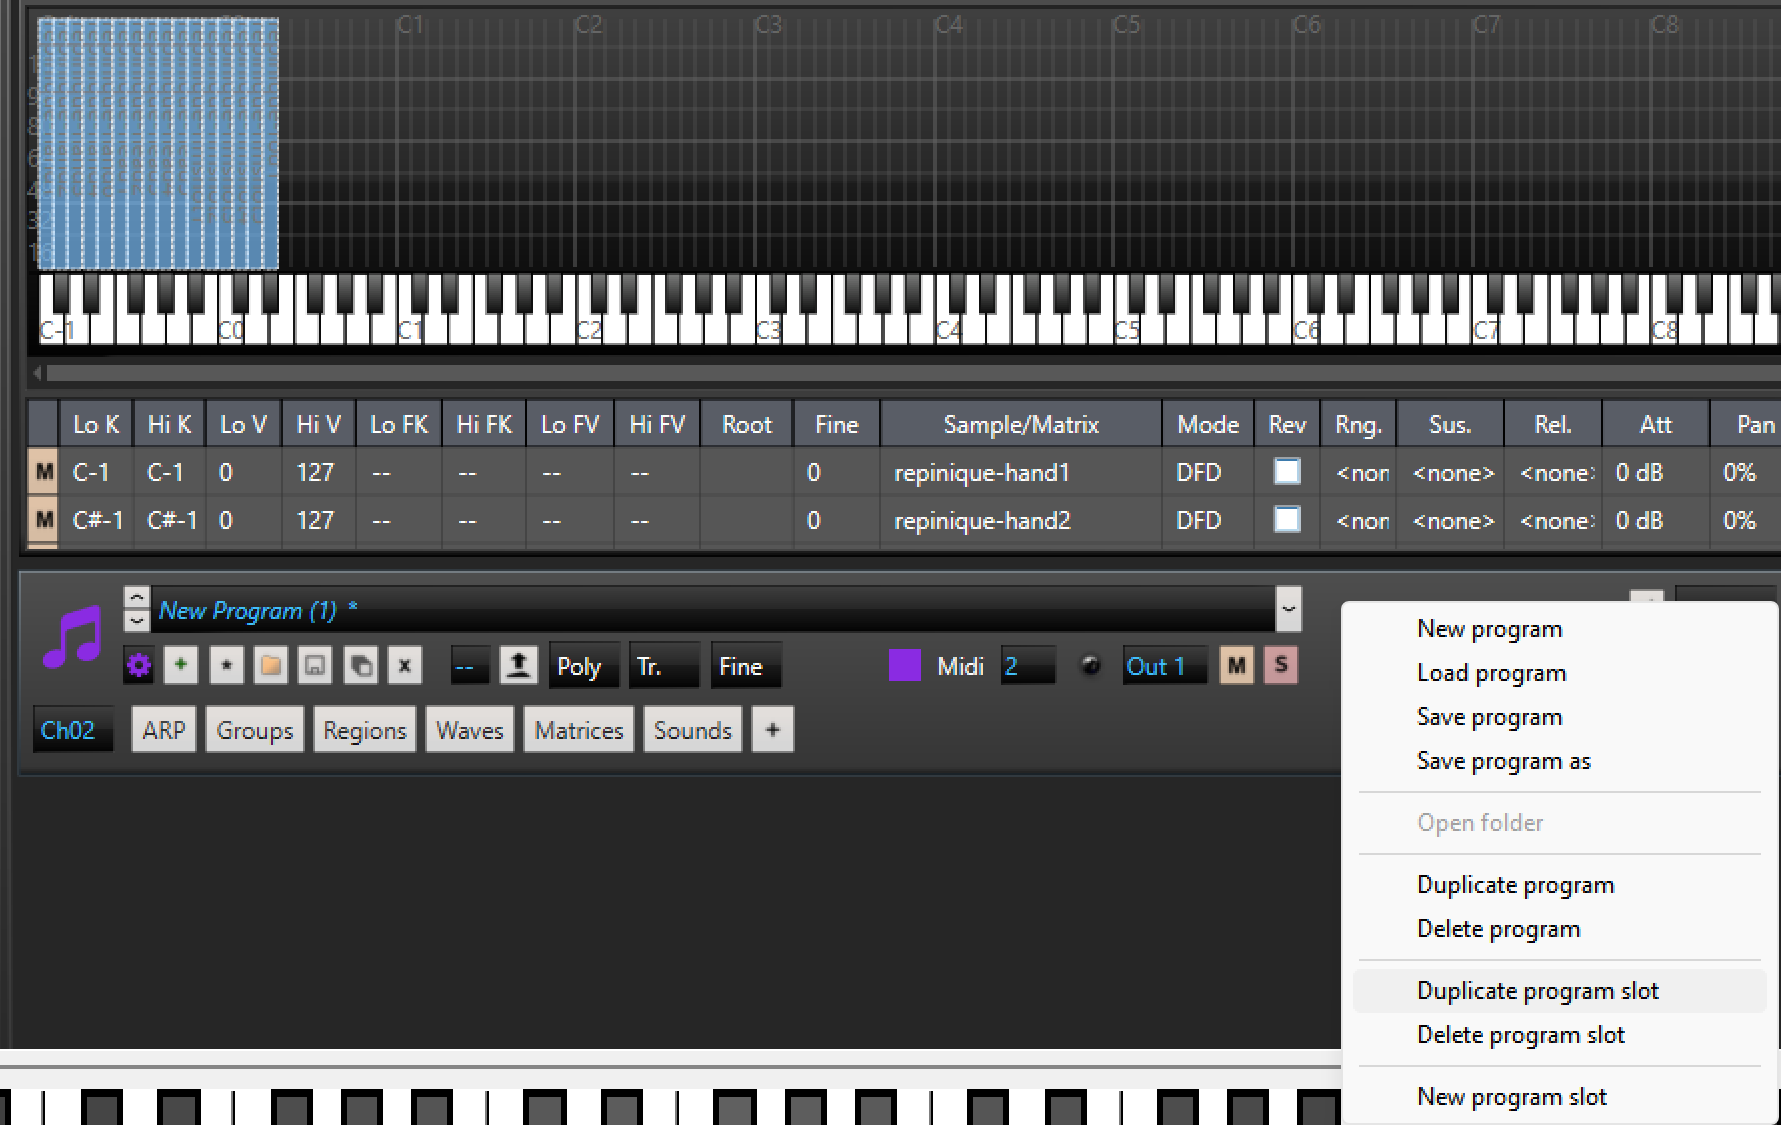 C1 C2 C3 C4 C5 C6 C7 C8
C-1 C0 C1 C2 C3 C4 C5 C6 C7 C8
Lo K Hi K Lo V Hi V Lo FK Hi FK Lo FV Hi FV Root Fine Sample/Matrix Mode Rev Rng. Sus. Rel. Att Pan
M C-1 C-1 0 127 -- -- -- -- 0 repinique-hand1 DFD <non <none> <none> 0 dB 0%
M C#-1 C#-1 0 127 -- -- -- -- 0 repinique-hand2 DFD <non <none> <none> 0 dB 0%
New Program (1) *
+ * x -- Poly Tr. Fine Midi 2 Out 1 M S
Ch02 ARP Groups Regions Waves Matrices Sounds +
New program
Load program
Save program
Save program as
Open folder
Duplicate program
Delete program
Duplicate program slot
Delete program slot
New program slot